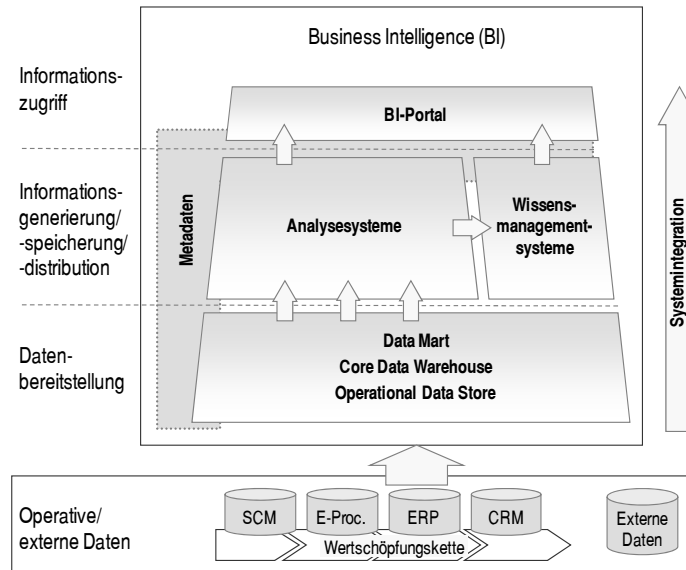 Business Intelligence (BI)
Informations-
zugriff
BI-Portal
Informations-
generierung/
-speicherung/
-distribution
Metadaten
Analysesysteme
Wissens-
management-
systeme
Systemintegration
Daten-
bereitstellung
Data Mart
Core Data Warehouse
Operational Data Store
Operative/
externe Daten
SCM
E-Proc.
ERP
CRM
Wertschöpfungskette
Externe
Daten